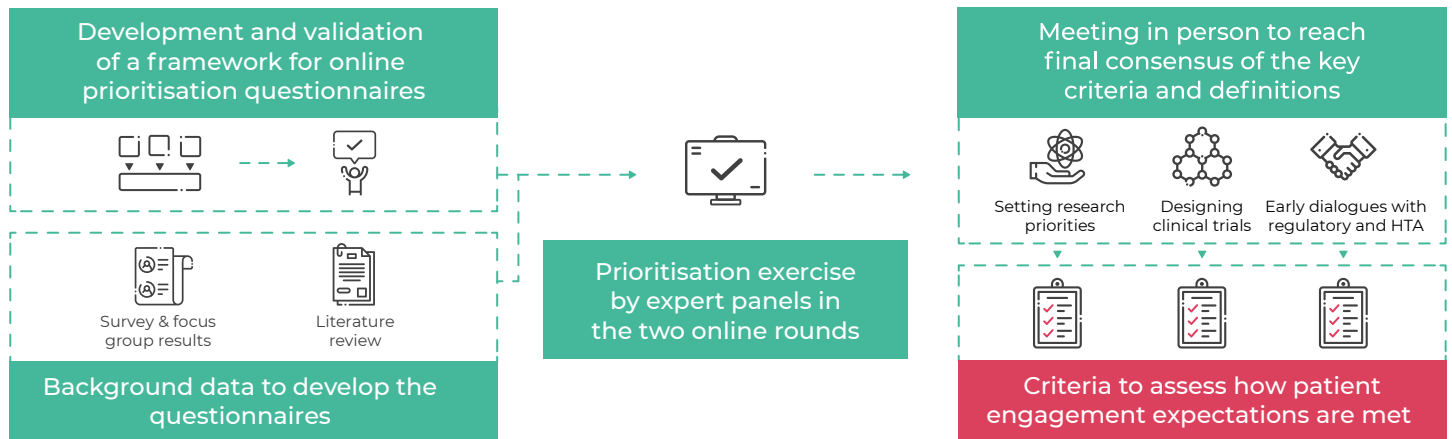 Development and validation
of a framework for online
prioritisation questionnaires
Survey & focus
group results
Literature
review
Background data to develop the
questionnaires
Prioritisation exercise
by expert panels in
the two online rounds
Meeting in person to reach
final consensus of the key
criteria and definitions
Setting research
priorities
Designing
clinical trials
Early dialogues with
regulatory and HTA
Criteria to assess how patient
engagement expectations are met